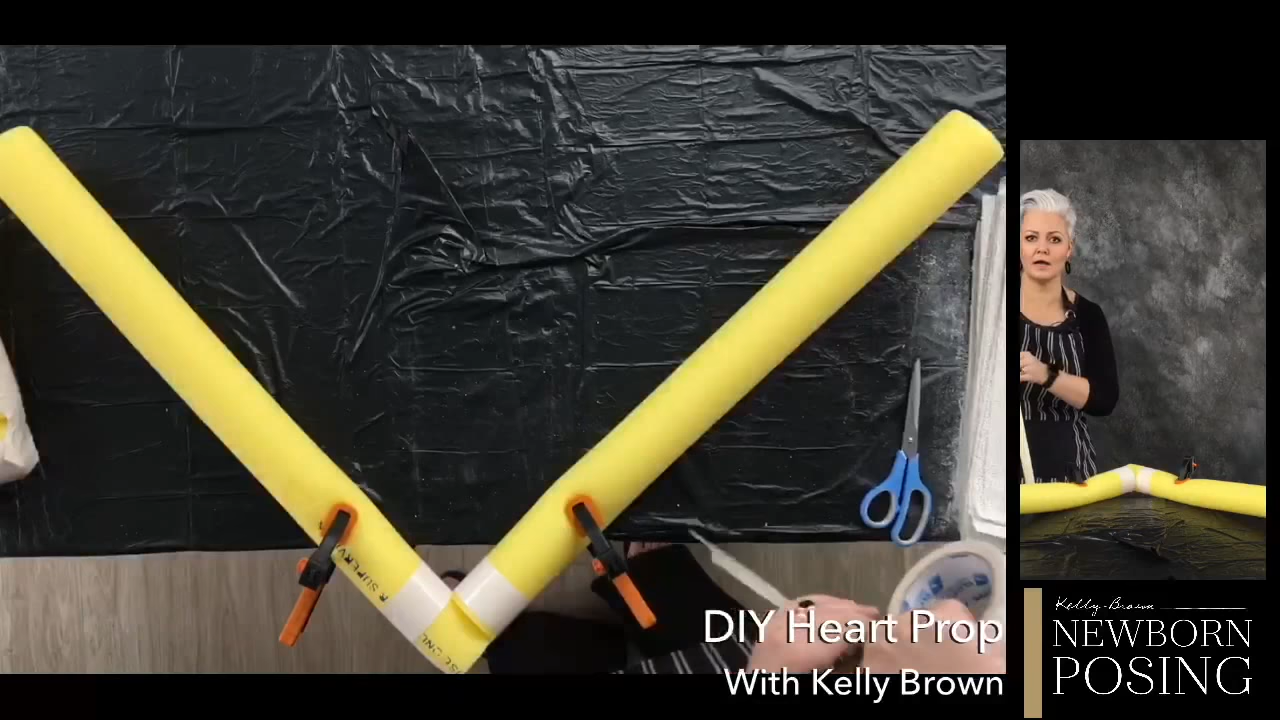 DIY Heart Prop
With Kelly Brown
Kelly Brown
NEWBORN
POSING